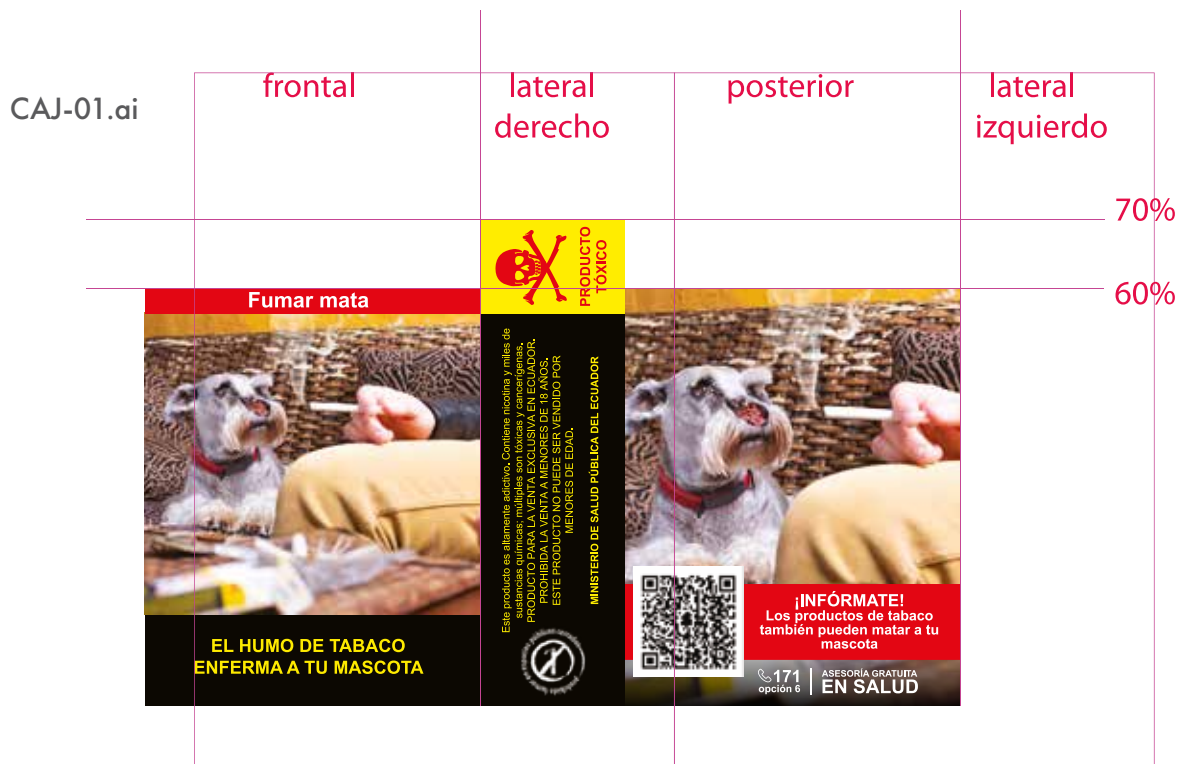 CAJ-01.ai
frontal
lateral
derecho
posterior
lateral
izquierdo
70%
60%
Fumar mata
EL HUMO DE TABACO
ENFERMA A TU MASCOTA
PRODUCTO
TÓXICO
Este producto es altamente adictivo. Contiene nicotina y miles de
sustancias químicas; múltiples son tóxicas y cancerígenas.
PRODUCTO PARA LA VENTA EXCLUSIVA EN ECUADOR.
PROHIBIDA LA VENTA A MENORES DE 18 AÑOS.
ESTE PRODUCTO NO PUEDE SER VENDIDO POR
MENORES DE EDAD.
MINISTERIO DE SALUD PÚBLICA DEL ECUADOR
¡INFÓRMATE!
Los productos de tabaco
también pueden matar a tu
mascota
171
opción 6
ASESORÍA GRATUITA
EN SALUD